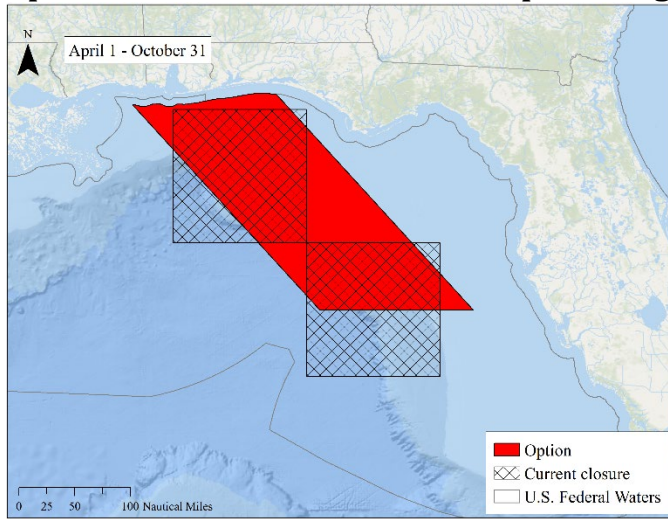 N
April 1 - October 31
Option
Current closure
U.S. Federal Waters
0 25 50 100 Nautical Miles